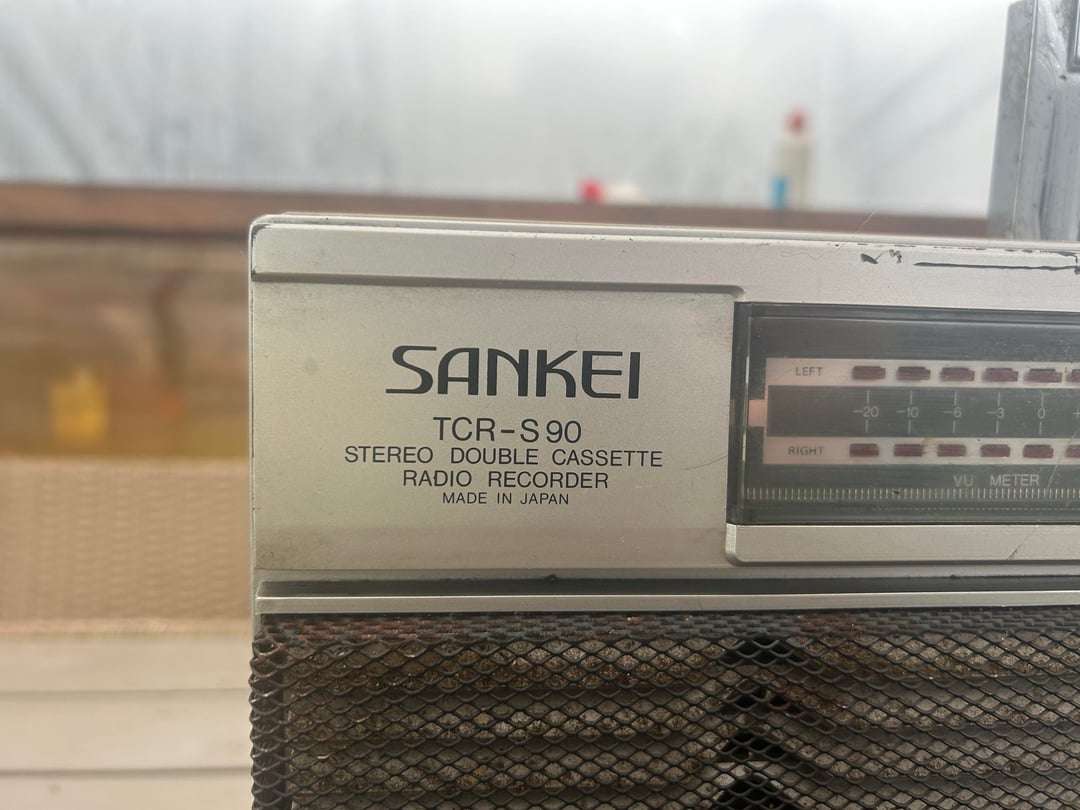 SANKEI
TCR-S90
STEREO DOUBLE CASSETTE
RADIO RECORDER
MADE IN JAPAN
LEFT
-20 -10 -6 -3 0
RIGHT
VU METER